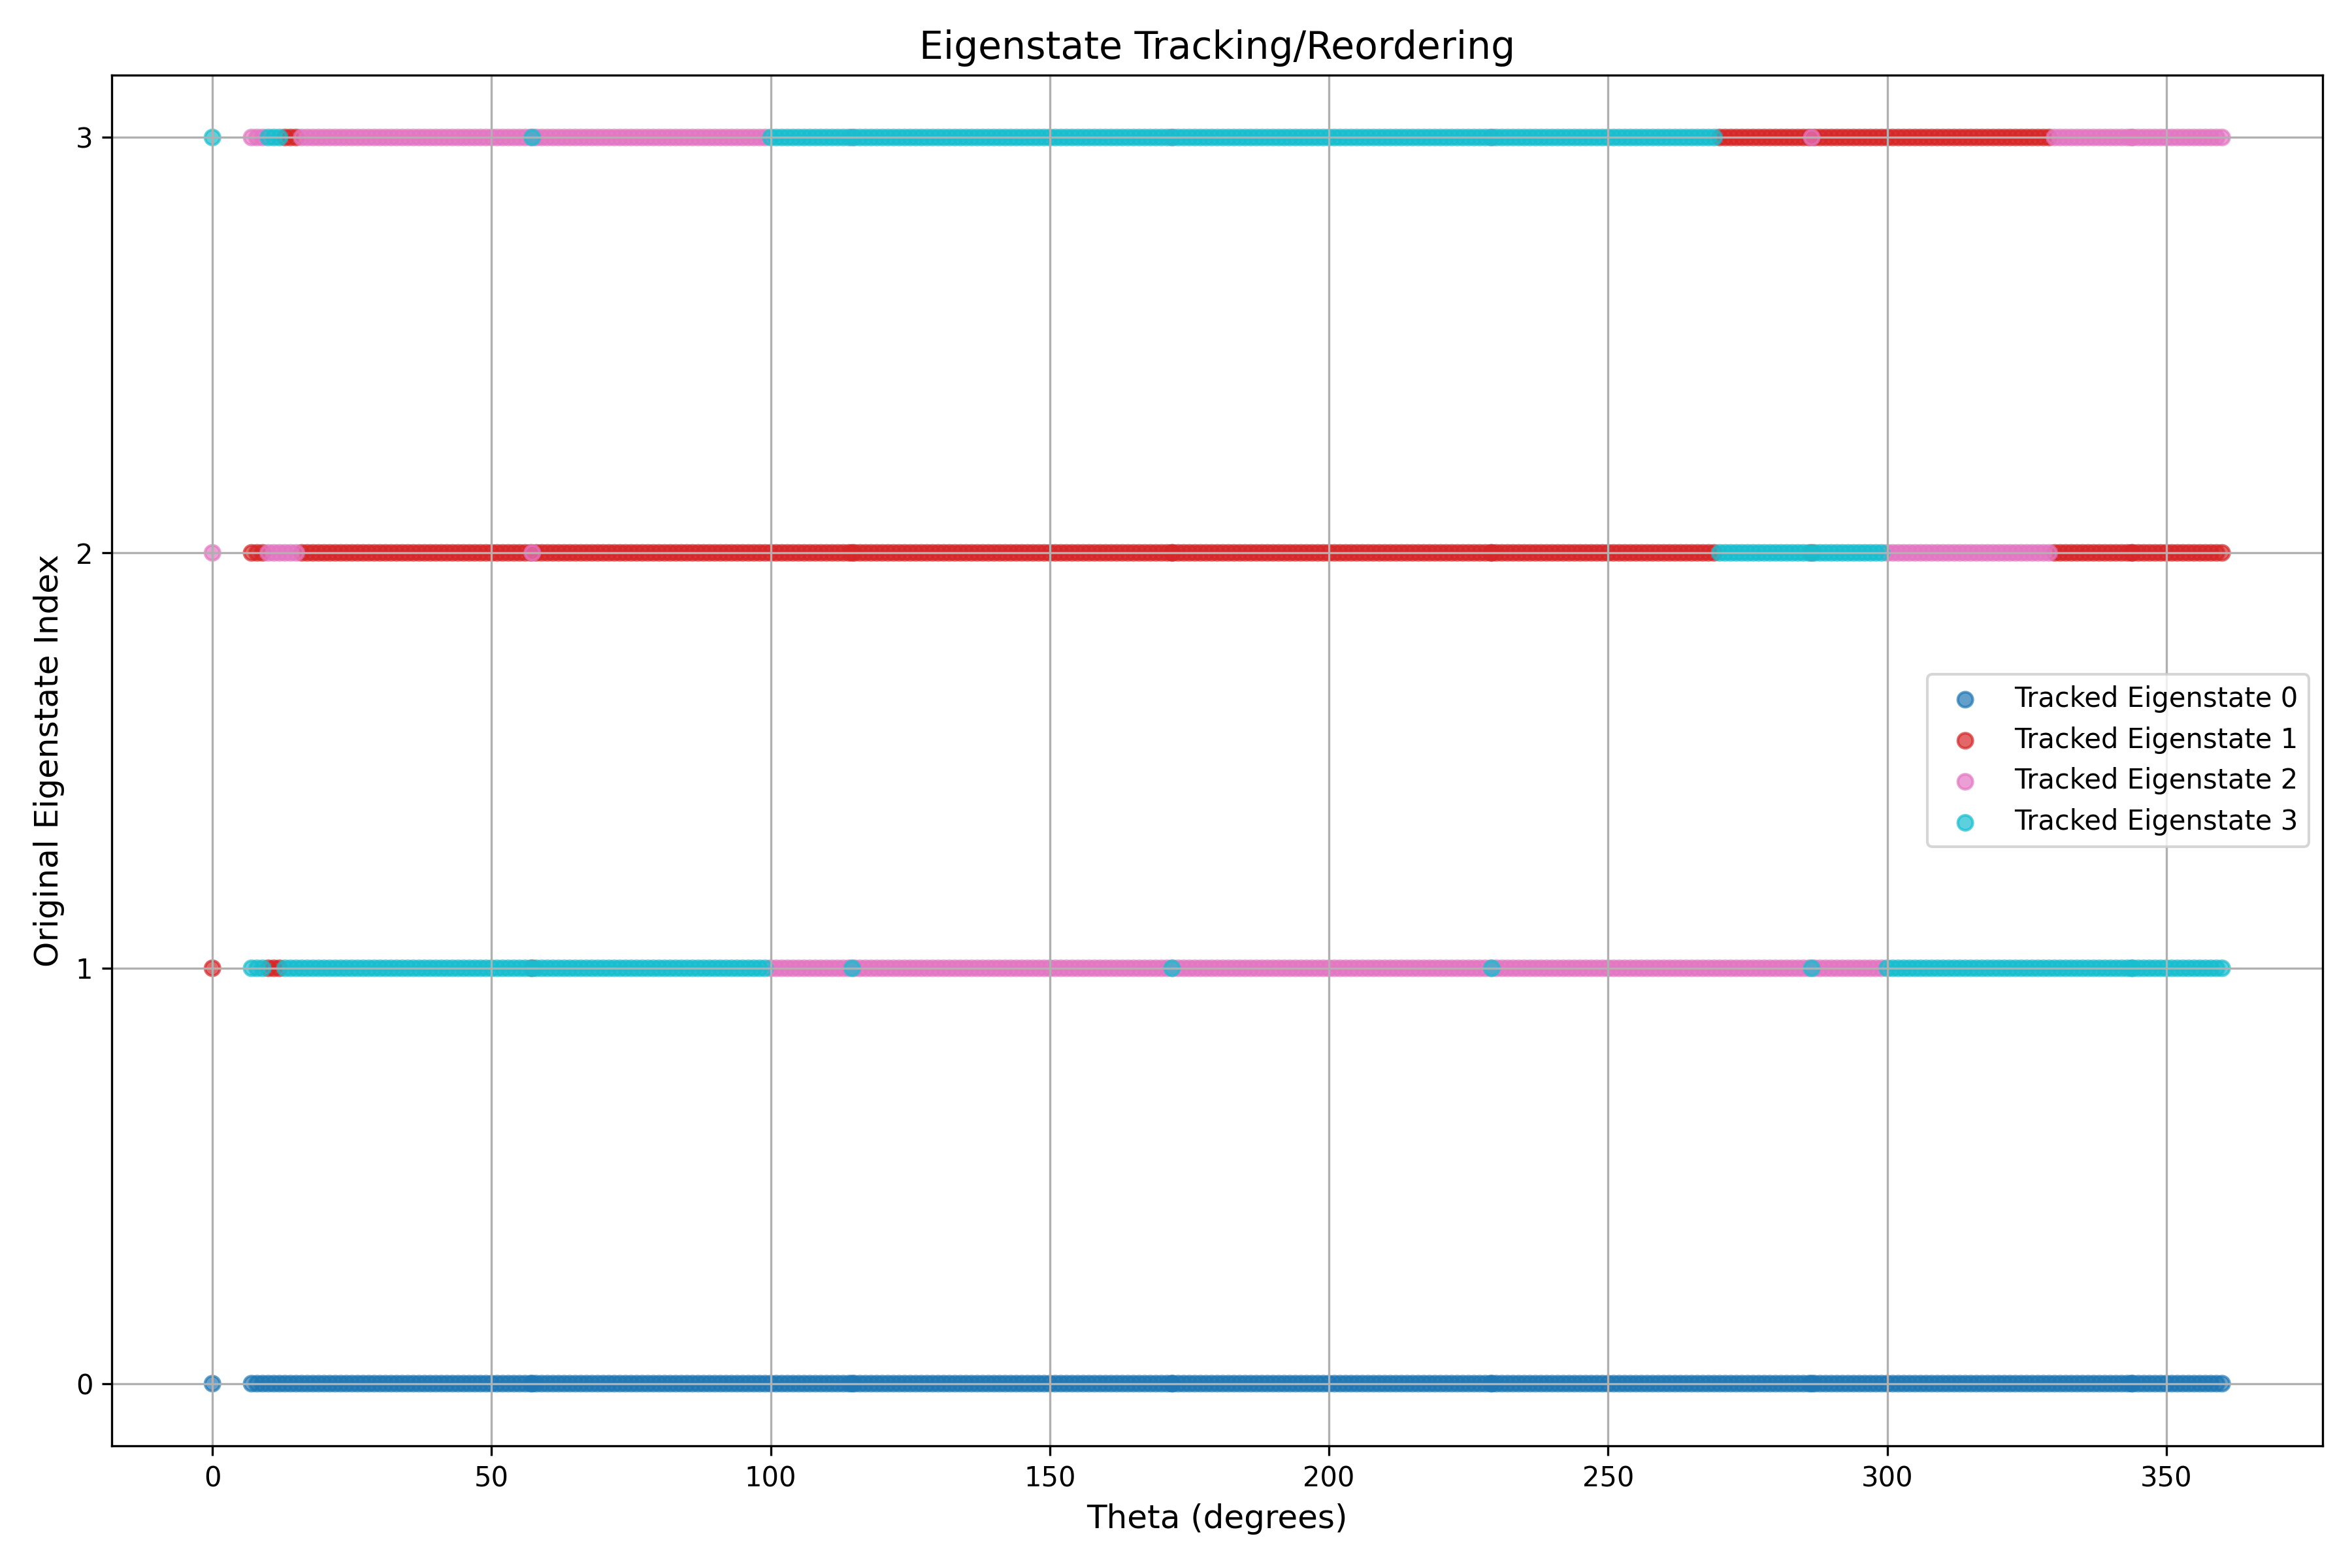 Eigenstate Tracking/Reordering
Original Eigenstate Index
3
2
1
0
Tracked Eigenstate 0
Tracked Eigenstate 1
Tracked Eigenstate 2
Tracked Eigenstate 3
0 50 100 150 200 250 300 350
Theta (degrees)